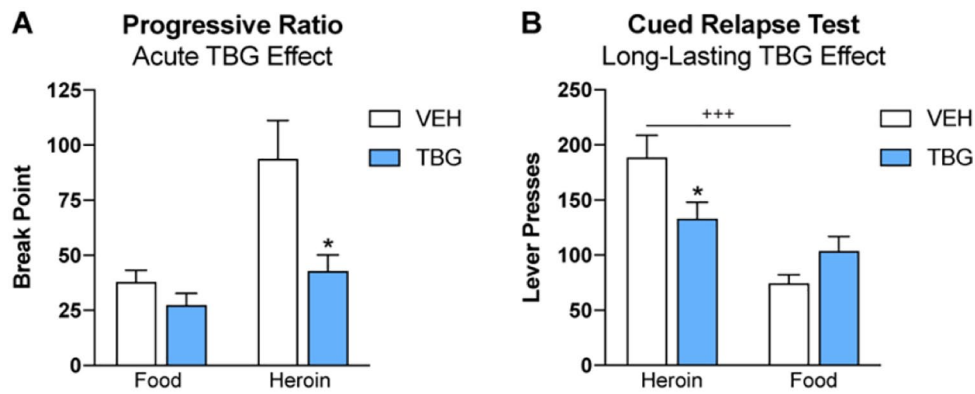 A
Progressive Ratio
Acute TBG Effect
Break Point
125
100
75
50
25
0
VEH
TBG
*
Food
Heroin
B
Cued Relapse Test
Long-Lasting TBG Effect
Lever Presses
250
200
150
100
50
0
+++
VEH
TBG
*
Heroin
Food